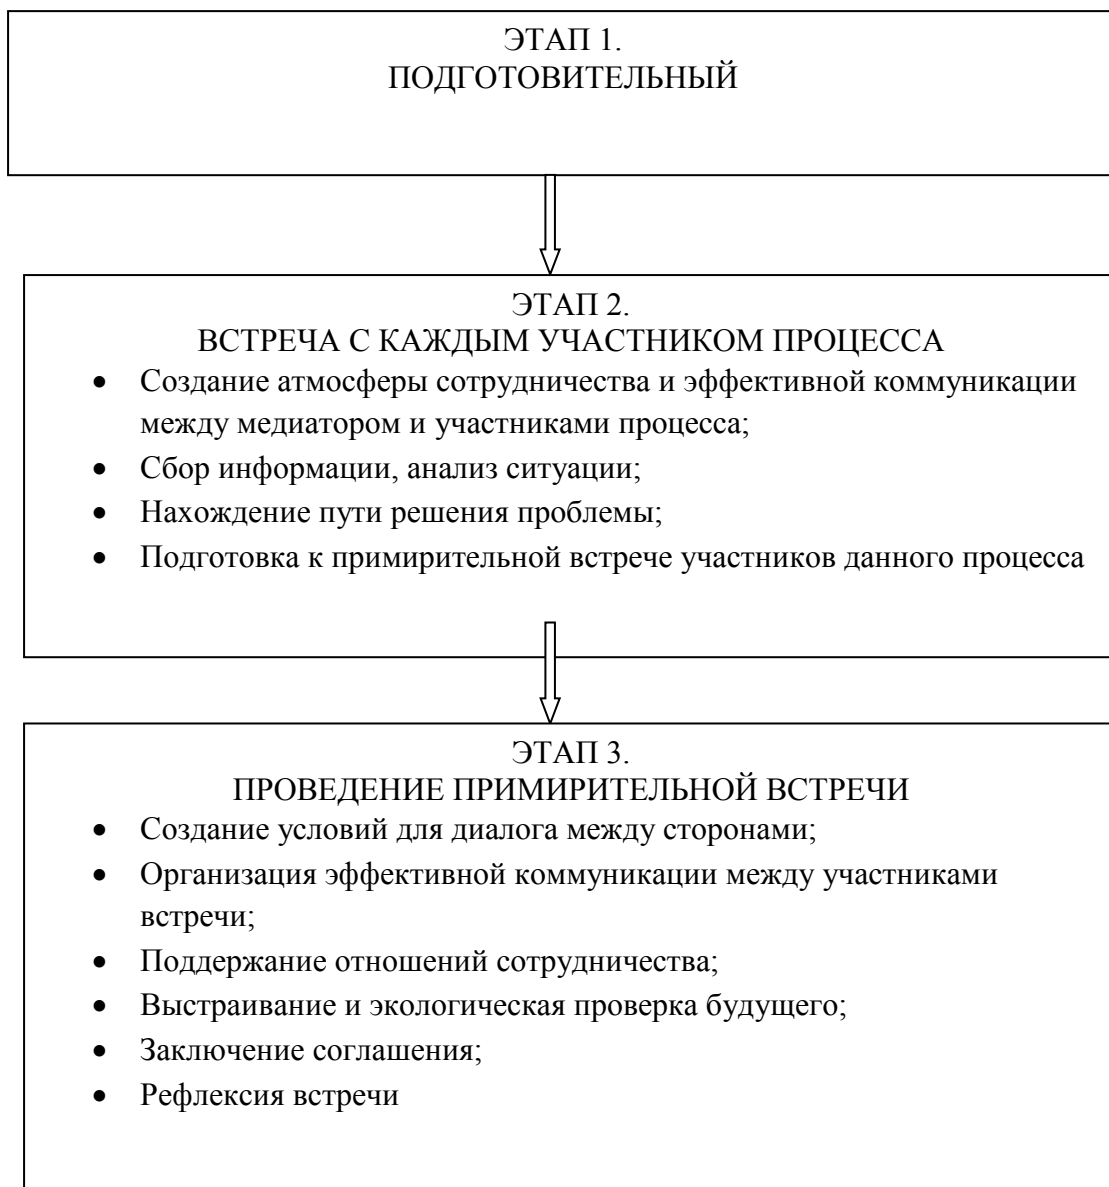 ЭТАП 1.
ПОДГОТОВИТЕЛЬНЫЙ
ЭТАП 2.
ВСТРЕЧА С КАЖДЫМ УЧАСТНИКОМ ПРОЦЕССА
• Создание атмосферы сотрудничества и эффективной коммуникации
между медиатором и участниками процесса;
• Сбор информации, анализ ситуации;
• Нахождение пути решения проблемы;
• Подготовка к примирительной встрече участников данного процесса
ЭТАП 3.
ПРОВЕДЕНИЕ ПРИМИРИТЕЛЬНОЙ ВСТРЕЧИ
• Создание условий для диалога между сторонами;
• Организация эффективной коммуникации между участниками
встречи;
• Поддержание отношений сотрудничества;
• Выстраивание и экологическая проверка будущего;
• Заключение соглашения;
• Рефлексия встречи